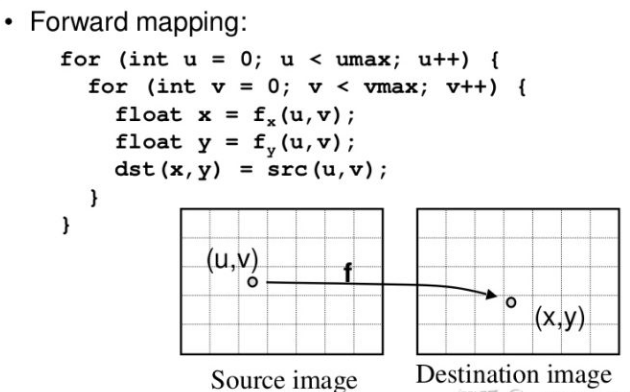 • Forward mapping:
for (int u = 0; u < umax; u++) {
for (int v = 0; v < vmax; v++) {
float x = fx(u,v);
float y = fy(u,v);
dst(x,y) = src(u,v);
}
}
(u,v)
f
(x,y)
Source image
Destination image